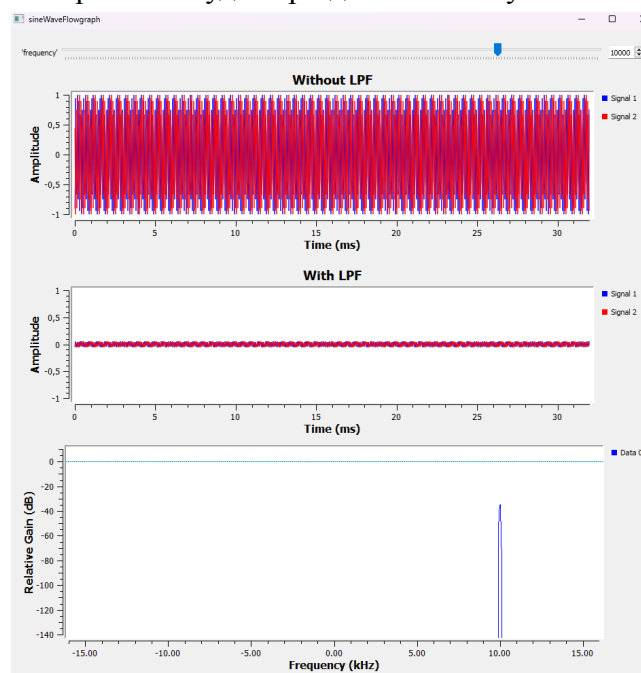 sineWaveFlowgraph
'frequency' 10000
Without LPF
Signal 1
Signal 2
1
0,5
0
-0,5
-1
Amplitude
0 5 10 15 20 25 30
Time (ms)
With LPF
Signal 1
Signal 2
1
0,5
0
-0,5
-1
Amplitude
0 5 10 15 20 25 30
Time (ms)
Data 0
0
-20
-40
-60
-80
-100
-120
-140
Relative Gain (dB)
-15.00 -10.00 -5.00 0.00 5.00 10.00 15.00
Frequency (kHz)